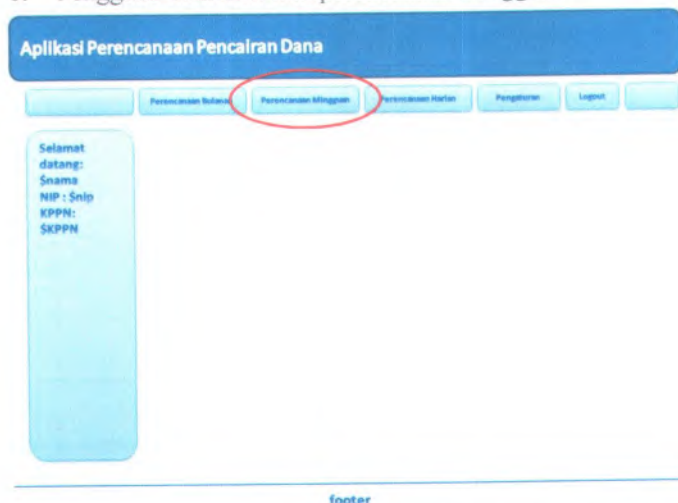 Aplikasi Perencanaan Pencairan Dana
Perencanaan Bulanan Perencanaan Mingguan Perencanaan Harian Pengaturan Logout
Selamat
datang:
$nama
NIP : $nip
KPPN:
$KPPN
footer